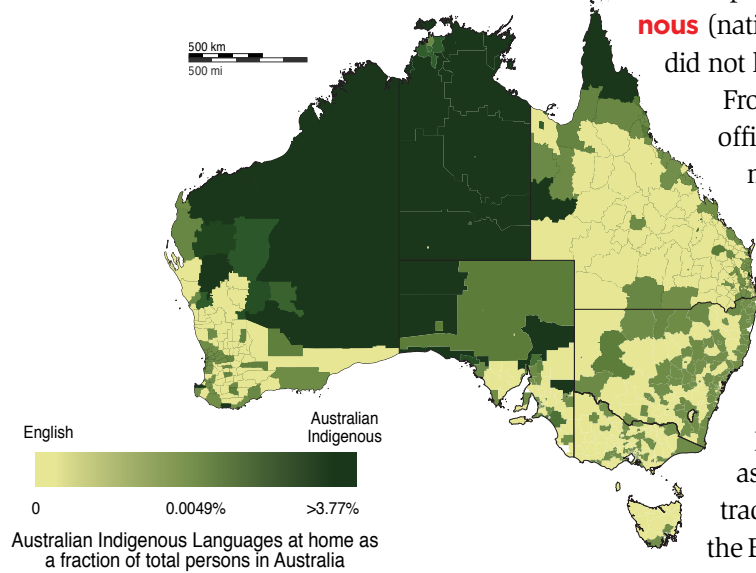 500 km
500 mi
nous (nati
did not l
Fro
offi
as
trac
the E
English
Australian
Indigenous
0
0.0049%
>3.77%
Australian Indigenous Languages at home as
a fraction of total persons in Australia